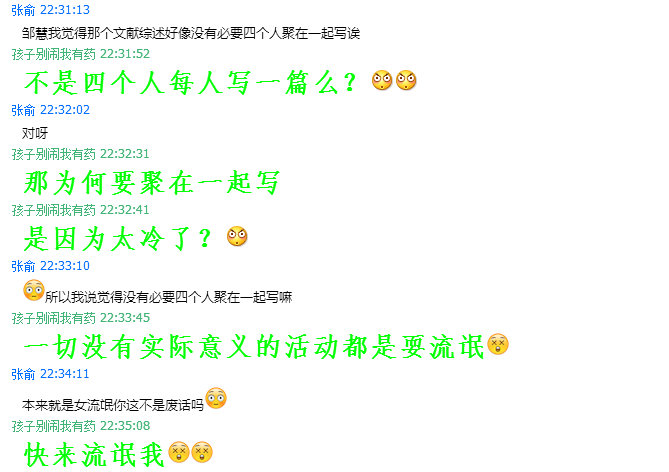 张俞 22:31:13
邹慧我觉得那个文献综述好像没有必要四个人聚在一起写诶
孩子别闹我有药 22:31:52
不是四个人每人写一篇么？
张俞 22:32:02
对呀
孩子别闹我有药 22:32:31
那为何要聚在一起写
孩子别闹我有药 22:32:41
是因为太冷了？
张俞 22:33:10
所以我说觉得没有必要四个人聚在一起写嘛
孩子别闹我有药 22:33:45
一切没有实际意义的活动都是耍流氓
张俞 22:34:11
本来就是女流氓你这不是废话吗
孩子别闹我有药 22:35:08
快来流氓我